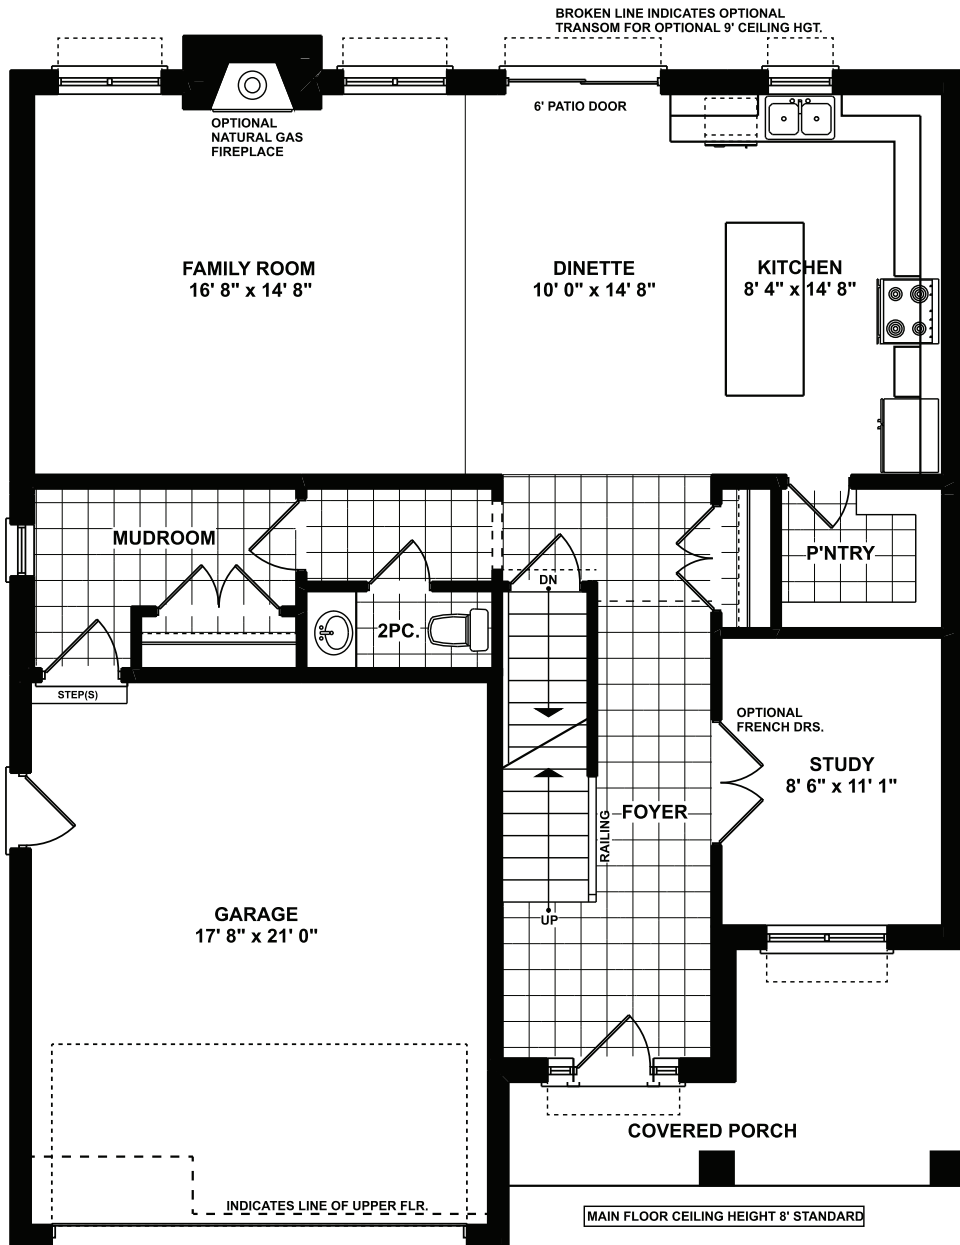 BROKEN LINE INDICATES OPTIONAL
TRANSOM FOR OPTIONAL 9' CEILING HGT.
6' PATIO DOOR
OPTIONAL
NATURAL GAS
FIREPLACE
FAMILY ROOM
16' 8" x 14' 8"
DINETTE
10' 0" x 14' 8"
KITCHEN
8' 4" x 14' 8"
MUDROOM
P'NTRY
DN
2PC.
STEP(S)
OPTIONAL
FRENCH DRS.
STUDY
8' 6" x 11' 1"
FOYER
RAILING
UP
GARAGE
17' 8" x 21' 0"
COVERED PORCH
INDICATES LINE OF UPPER FLR.
MAIN FLOOR CEILING HEIGHT 8' STANDARD